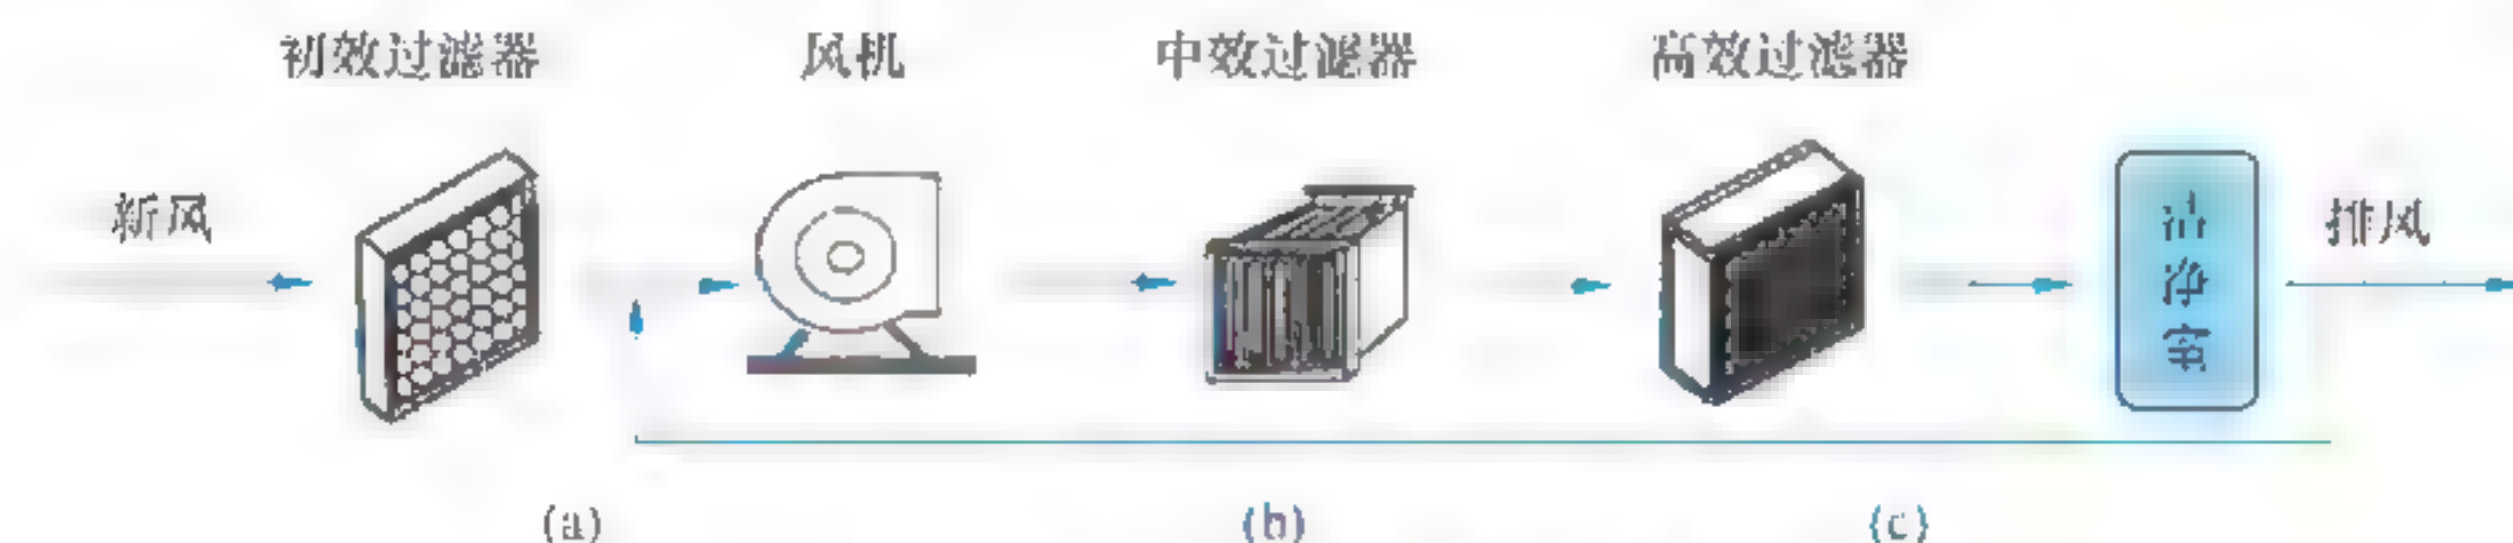 初效过滤器 风机 中效过滤器 高效过滤器
新风
洁净室
排风
(a) (b) (c)